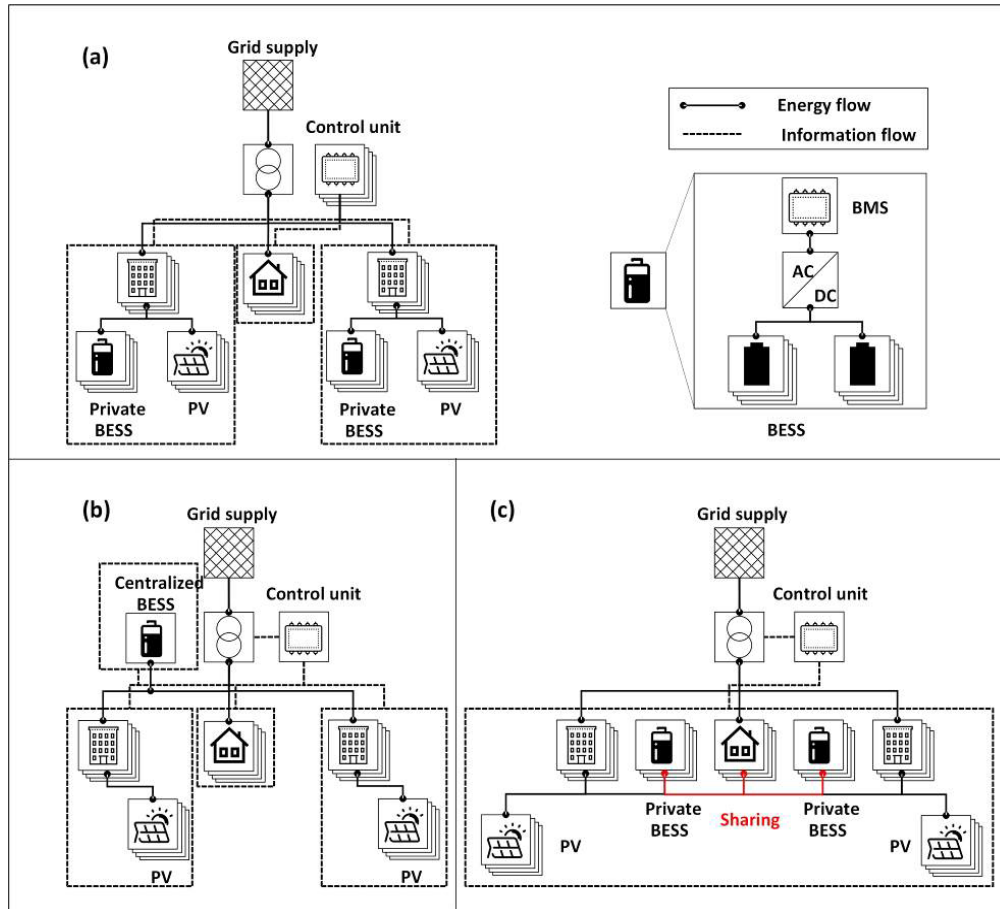 (a)
Grid supply
Control unit
Private
BESS
PV
Private
BESS
PV
Energy flow
Information flow
BMS
AC
DC
BESS
(b)
Grid supply
Centralized
BESS
Control unit
PV
PV
(c)
Grid supply
Control unit
Private
BESS
Sharing
Private
BESS
PV
PV